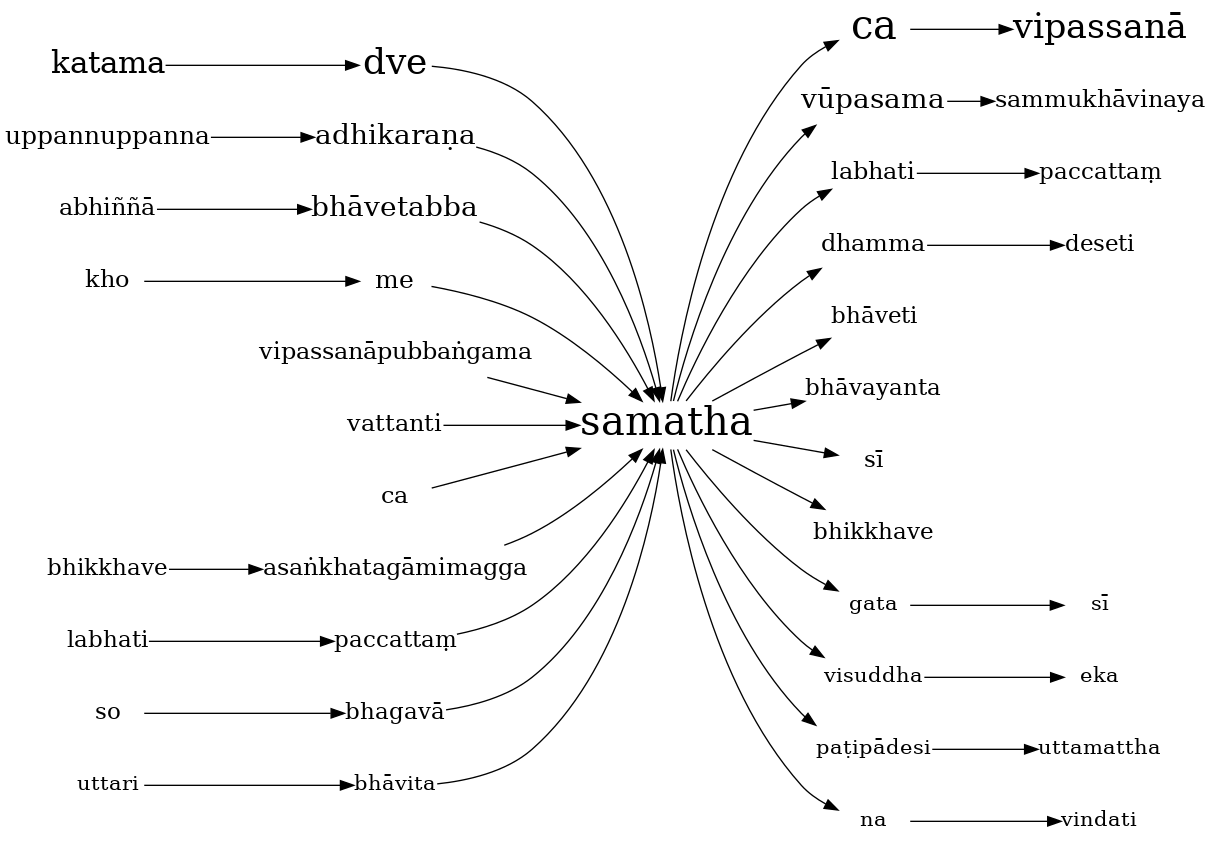 katama dve
uppannuppanna adhikaraṇa
abhiññā bhāvetabba
kho me
vipassanāpubbaṅgama
vattanti
ca
bhikkhave asaṅkhatagāmimagga
labhati paccattaṃ
so bhagavā
uttari bhāvita
samatha
ca vipassanā
vūpasama sammukhāvinaya
labhati paccattaṃ
dhamma deseti
bhāveti
bhāvayanta
sī
bhikkhave
gata sī
visuddha eka
paṭipādesi uttamattha
na vindati